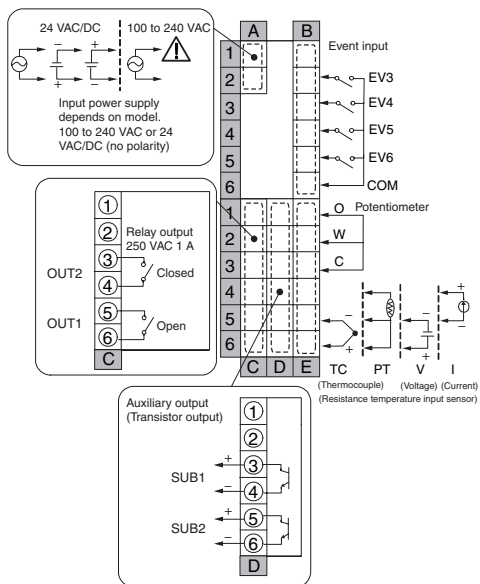 24 VAC/DC
100 to 240 VAC
− +
+ −
Input power supply
depends on model.
100 to 240 VAC or 24
VAC/DC (no polarity)
A
B
1
2
3
4
5
6
Event input
EV3
EV4
EV5
EV6
COM
1
2
3
4
5
6
O
Potentiometer
W
C
−
+
− +
+ −
C D E
TC PT V I
(Thermocouple)
(Voltage) (Current)
(Resistance temperature input sensor)
1
2
Relay output
250 VAC 1 A
3
OUT2
Closed
4
OUT1
5
Open
6
C
Auxiliary output
(Transistor output)
1
2
+
3
SUB1
−
4
+
5
SUB2
−
6
D